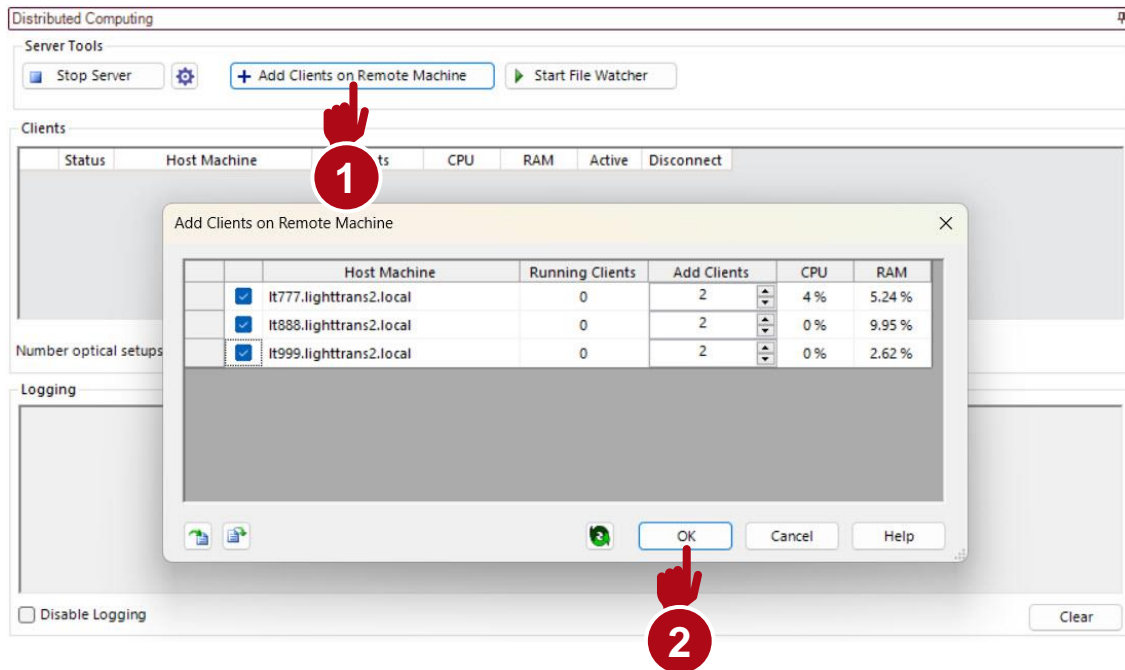 Distributed Computing
Server Tools
Stop Server Add Clients on Remote Machine Start File Watcher
1
Clients
Status Host Machine ts CPU RAM Active Disconnect
Add Clients on Remote Machine
Host Machine Running Clients Add Clients CPU RAM
lt777.lighttrans2.local 0 2 4 % 5.24 %
lt888.lighttrans2.local 0 2 0 % 9.95 %
lt999.lighttrans2.local 0 2 0 % 2.62 %
Number optical setups
Logging
OK Cancel Help
Disable Logging Clear
2